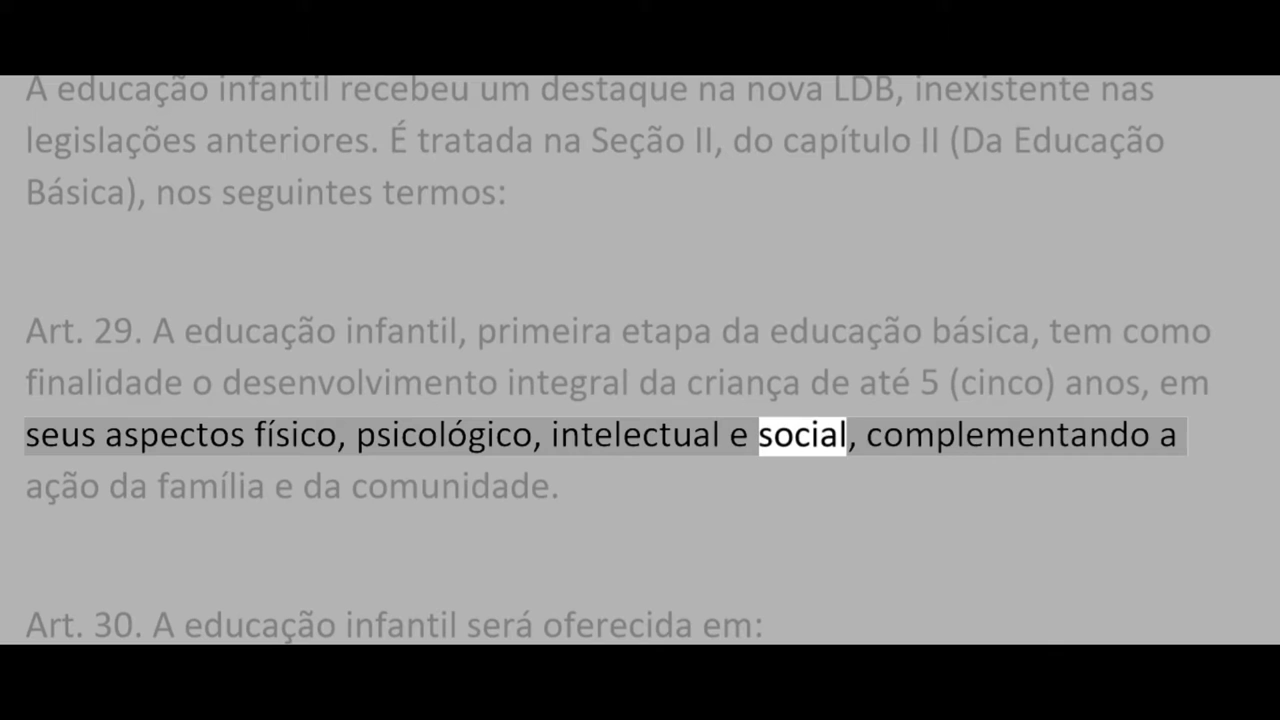 A educação infantil recebeu um destaque na nova LDB, inexistente nas
legislações anteriores. É tratada na Seção II, do capítulo II (Da Educação
Básica), nos seguintes termos:
Art. 29. A educação infantil, primeira etapa da educação básica, tem como
finalidade o desenvolvimento integral da criança de até 5 (cinco) anos, em
seus aspectos físico, psicológico, intelectual e social, complementando a
ação da família e da comunidade.
Art. 30. A educação infantil será oferecida em: